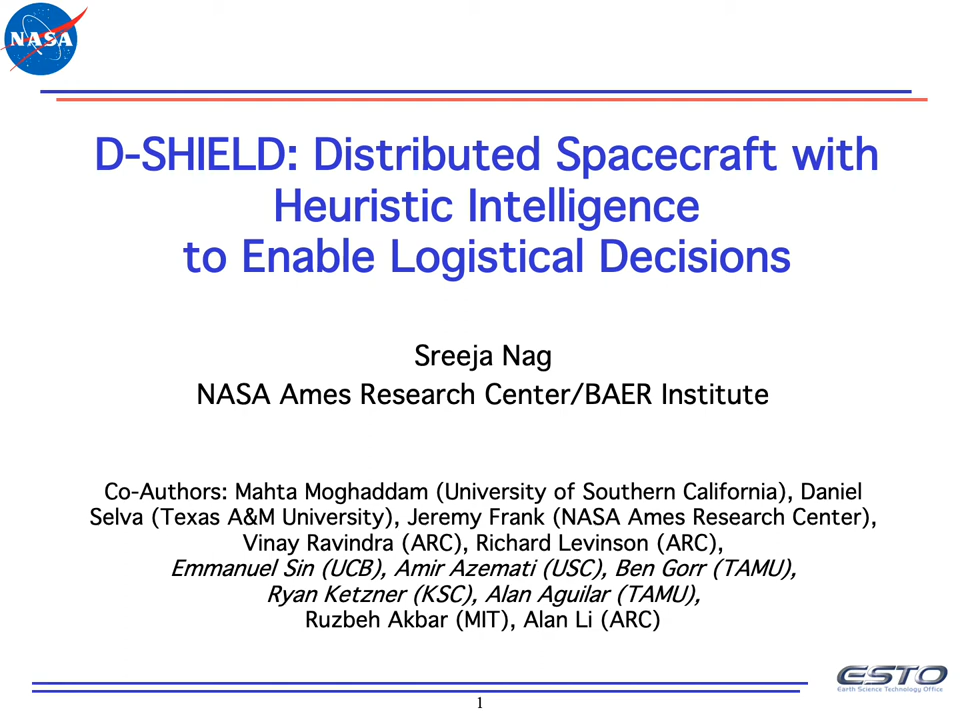 NASA
D-SHIELD: Distributed Spacecraft with
Heuristic Intelligence
to Enable Logistical Decisions
Sreeja Nag
NASA Ames Research Center/BAER Institute
Co-Authors: Mahta Moghaddam (University of Southern California), Daniel
Selva (Texas A&M University), Jeremy Frank (NASA Ames Research Center),
Vinay Ravindra (ARC), Richard Levinson (ARC),
Emmanuel Sin (UCB), Amir Azemati (USC), Ben Gorr (TAMU),
Ryan Ketzner (KSC), Alan Aguilar (TAMU),
Ruzbeh Akbar (MIT), Alan Li (ARC)
ESTO
Earth Science Technology Office
1